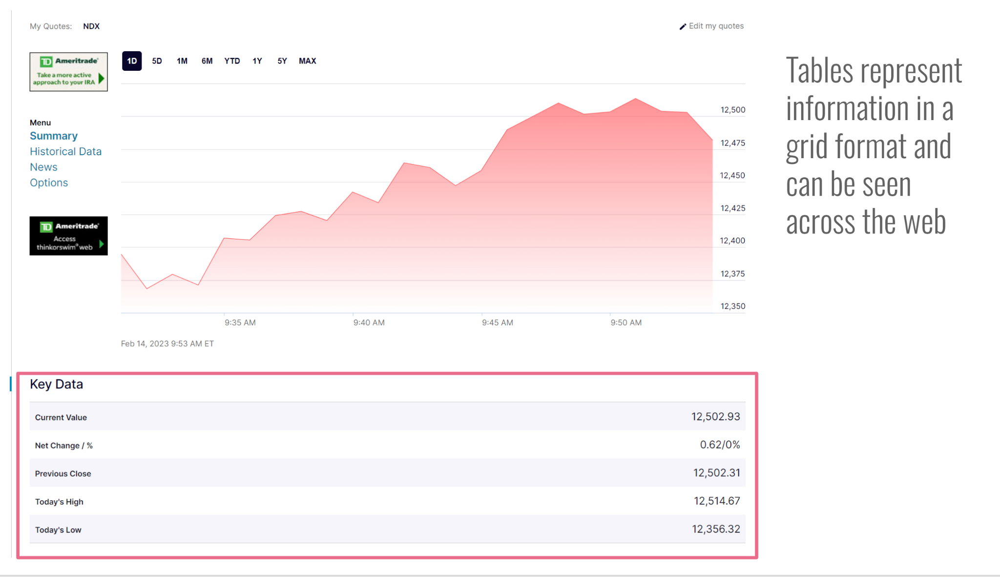 My Quotes: NDX
Edit my quotes
TD Ameritrade®
Take a more active
approach to your IRA
1D 5D 1M 6M YTD 1Y 5Y MAX
Menu
Summary
Historical Data
News
Options
TD Ameritrade®
Access
thinkorswim® web
12,500
12,475
12,450
12,425
12,400
12,375
12,350
9:35 AM 9:40 AM 9:45 AM 9:50 AM
Feb 14, 2023 9:53 AM ET
Key Data
Current Value 12,502.93
Net Change / % 0.62/0%
Previous Close 12,502.31
Today's High 12,514.67
Today's Low 12,356.32
Tables represent
information in a
grid format and
can be seen
across the web